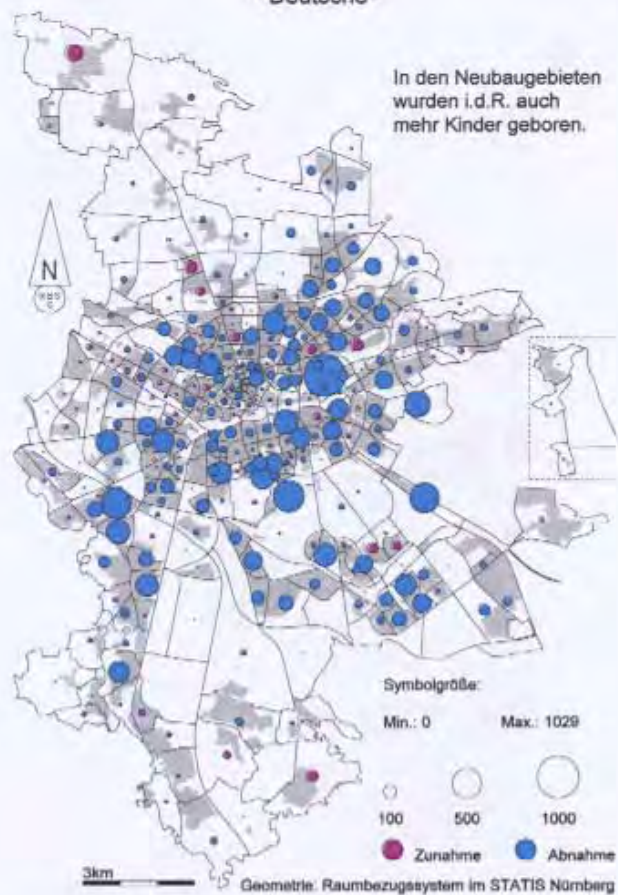 Deutsche
In den Neubaugebieten
wurden i.d.R. auch
mehr Kinder geboren.
N
Symbolgröße:
Min.: 0 Max.: 1029
100 500 1000
Zunahme Abnahme
3km
Geometrie: Raumbezugssystem im STATIS Nürnberg